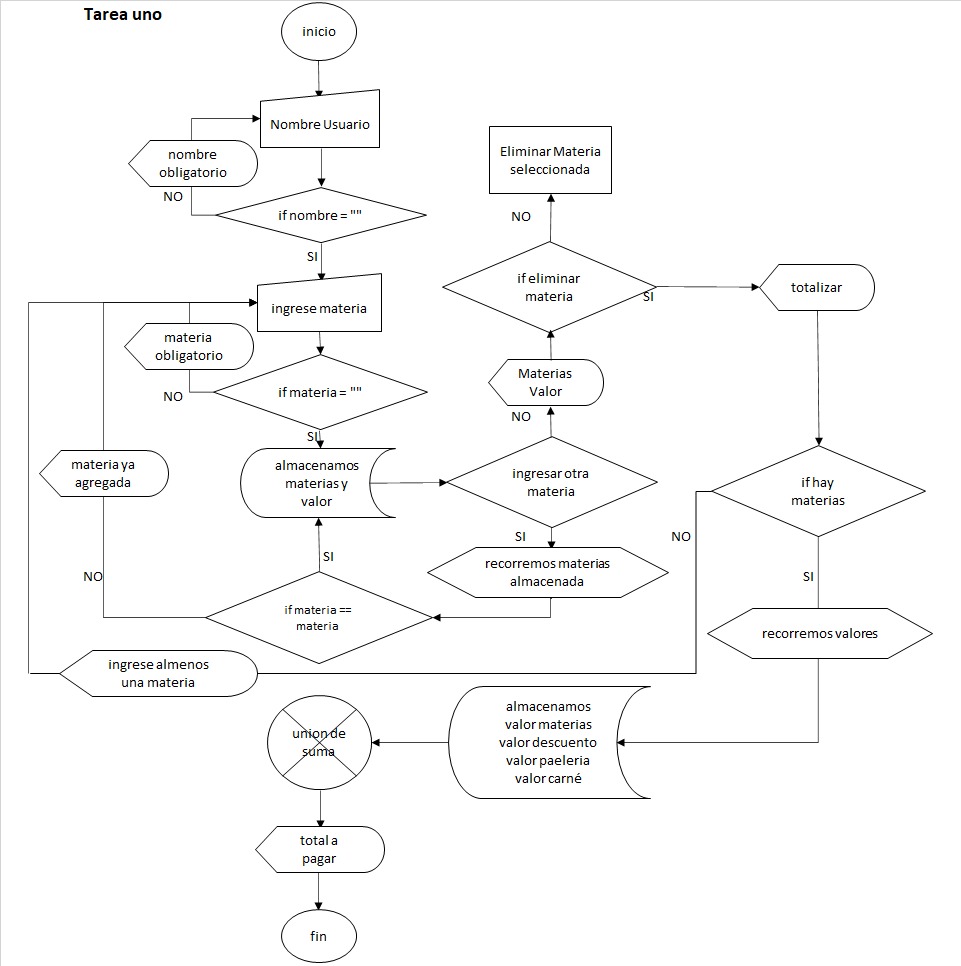 Tarea uno
inicio
Nombre Usuario
nombre
obligatorio
NO
if nombre = ""
SI
ingrese materia
materia
obligatorio
NO
if materia = ""
SI
materia ya
agregada
almacenamos
materias y
valor
SI
NO
if materia ==
materia
ingrese almenos
una materia
Eliminar Materia
seleccionada
NO
if eliminar
materia
SI
Materias
Valor
NO
ingresar otra
materia
SI
recorremos materias
almacenada
totalizar
if hay
materias
NO
SI
recorremos valores
almacenamos
valor materias
valor descuento
valor paeleria
valor carné
union de
suma
total a
pagar
fin